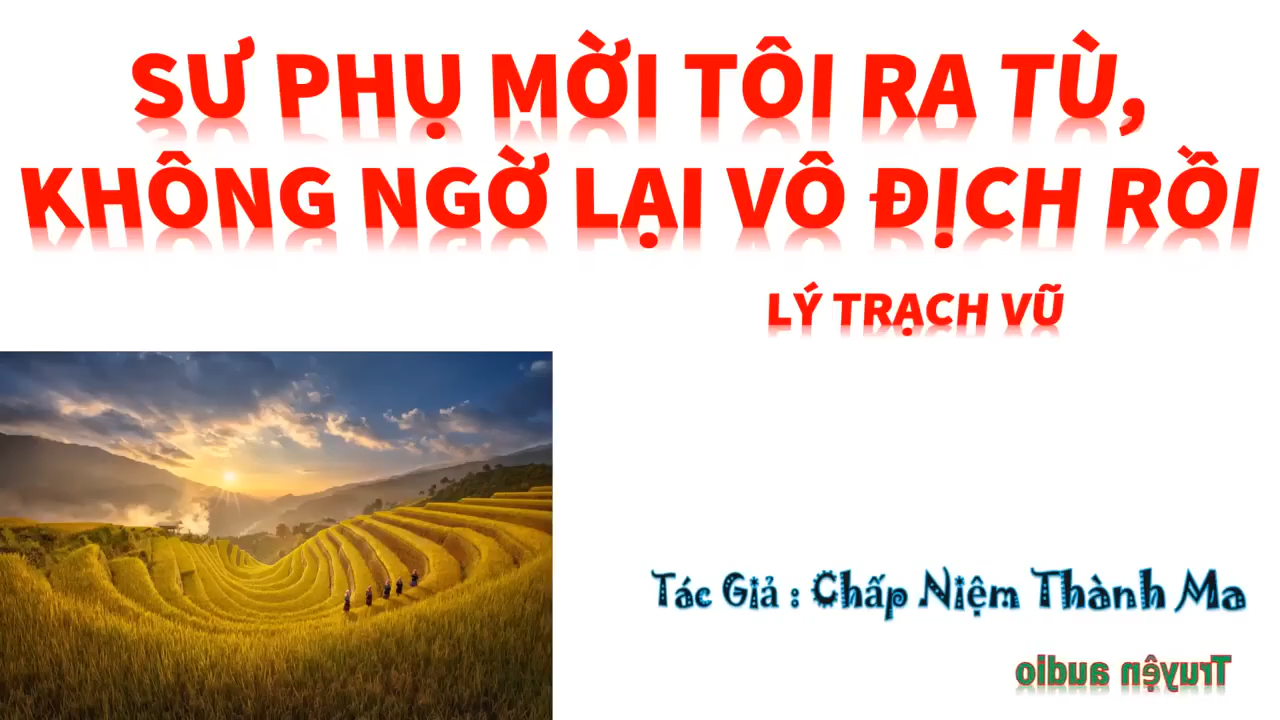 SƯ PHỤ MỜI TÔI RA TÙ,
KHÔNG NGỜ LẠI VÔ ĐỊCH RỒI
LÝ TRẠCH VŨ
Tác Giả : Chấp Niệm Thành Ma
Truyện audio